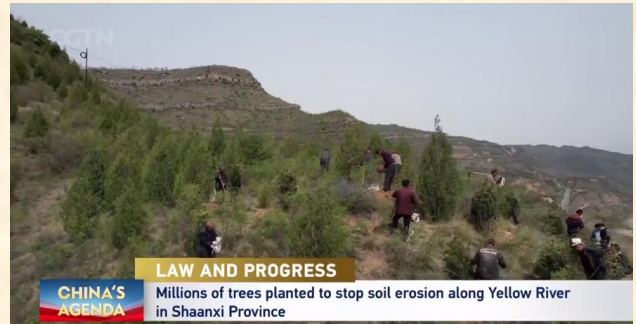 CGTN
LAW AND PROGRESS
CHINA'S
AGENDA
Millions of trees planted to stop soil erosion along Yellow River
in Shaanxi Province